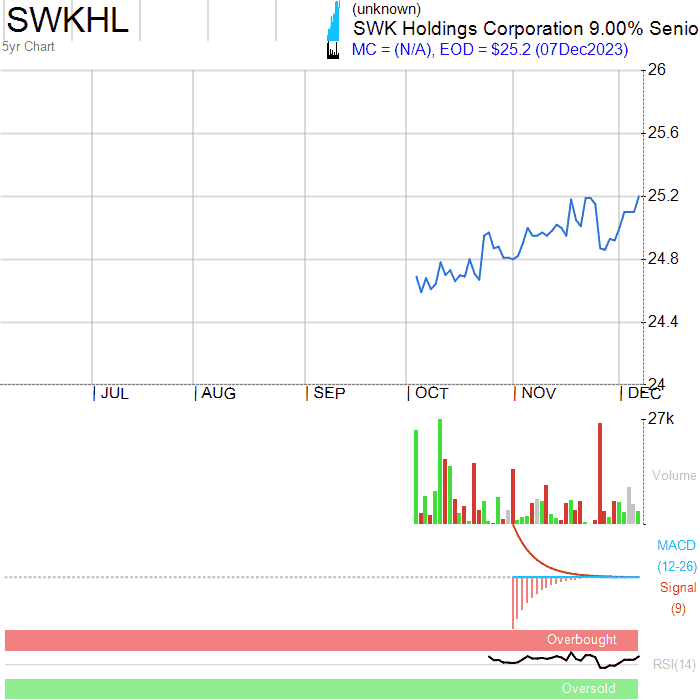 SWKHL
5yr Chart
(unknown)
SWK Holdings Corporation 9.00% Senio
MC = (N/A), EOD = $25.2 (07Dec2023)
26
25.6
25.2
24.8
24.4
24
JUL AUG SEP OCT NOV DEC
27k
Volume
MACD
(12-26)
Signal
(9)
Overbought
RSI(14)
Oversold